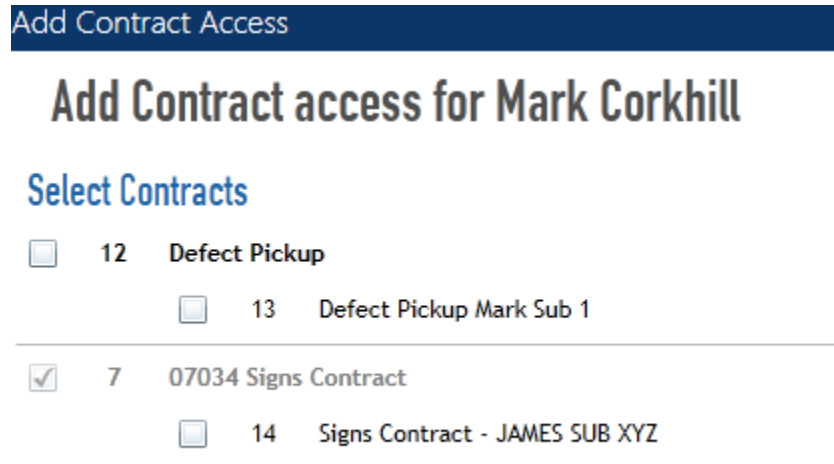 Add Contract Access
Add Contract access for Mark Corkhill
Select Contracts
12 Defect Pickup
13 Defect Pickup Mark Sub 1
7 07034 Signs Contract
14 Signs Contract - JAMES SUB XYZ